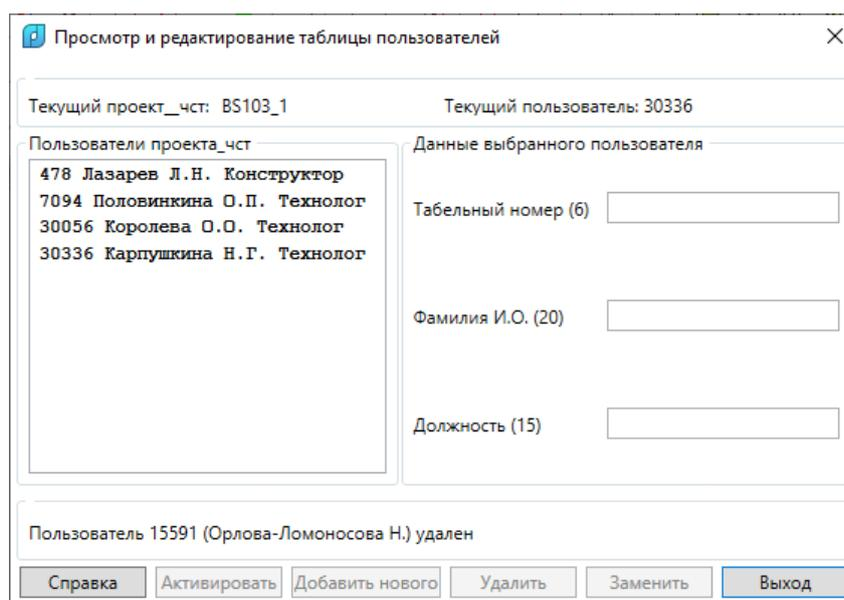 Просмотр и редактирование таблицы пользователей
Текущий проект__чст: BS103_1
Текущий пользователь: 30336
Пользователи проекта_чст
478 Лазарев Л.Н. Конструктор
7094 Половинкина О.П. Технолог
30056 Королева О.О. Технолог
30336 Карпушкина Н.Г. Технолог
Данные выбранного пользователя
Табельный номер (6)
Фамилия И.О. (20)
Должность (15)
Пользователь 15591 (Орлова-Ломоносова Н.) удален
Справка Активировать Добавить нового Удалить Заменить Выход